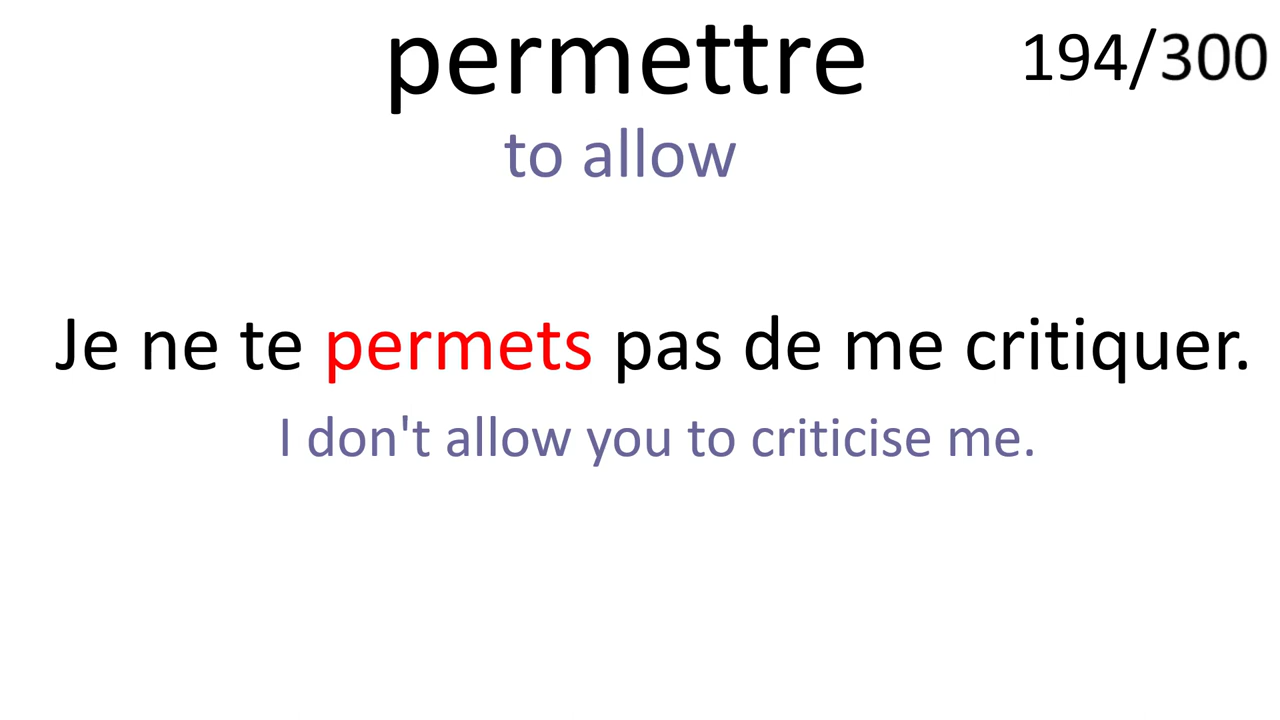 permettre
194/300
to allow
Je ne te permets pas de me critiquer.
I don't allow you to criticise me.